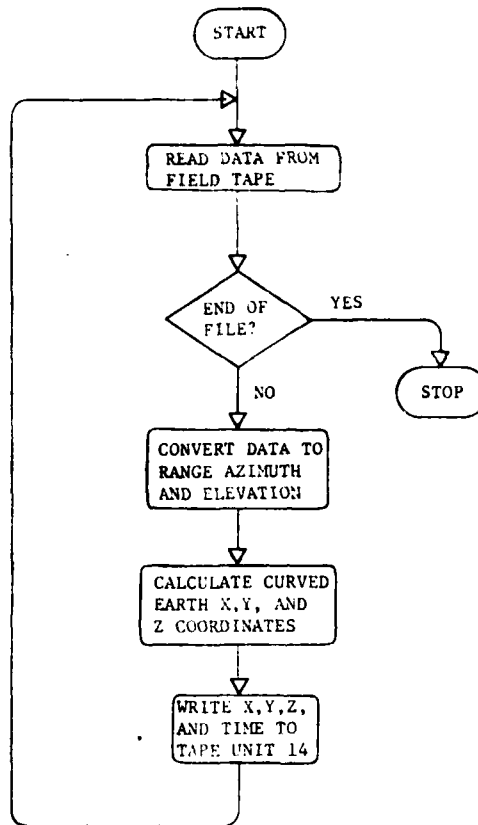 START
READ DATA FROM
FIELD TAPE
END OF
FILE?
YES
STOP
NO
CONVERT DATA TO
RANGE AZIMUTH
AND ELEVATION
CALCULATE CURVED
EARTH X,Y, AND
Z COORDINATES
WRITE X,Y,Z,
AND TIME TO
TAPE UNIT 14